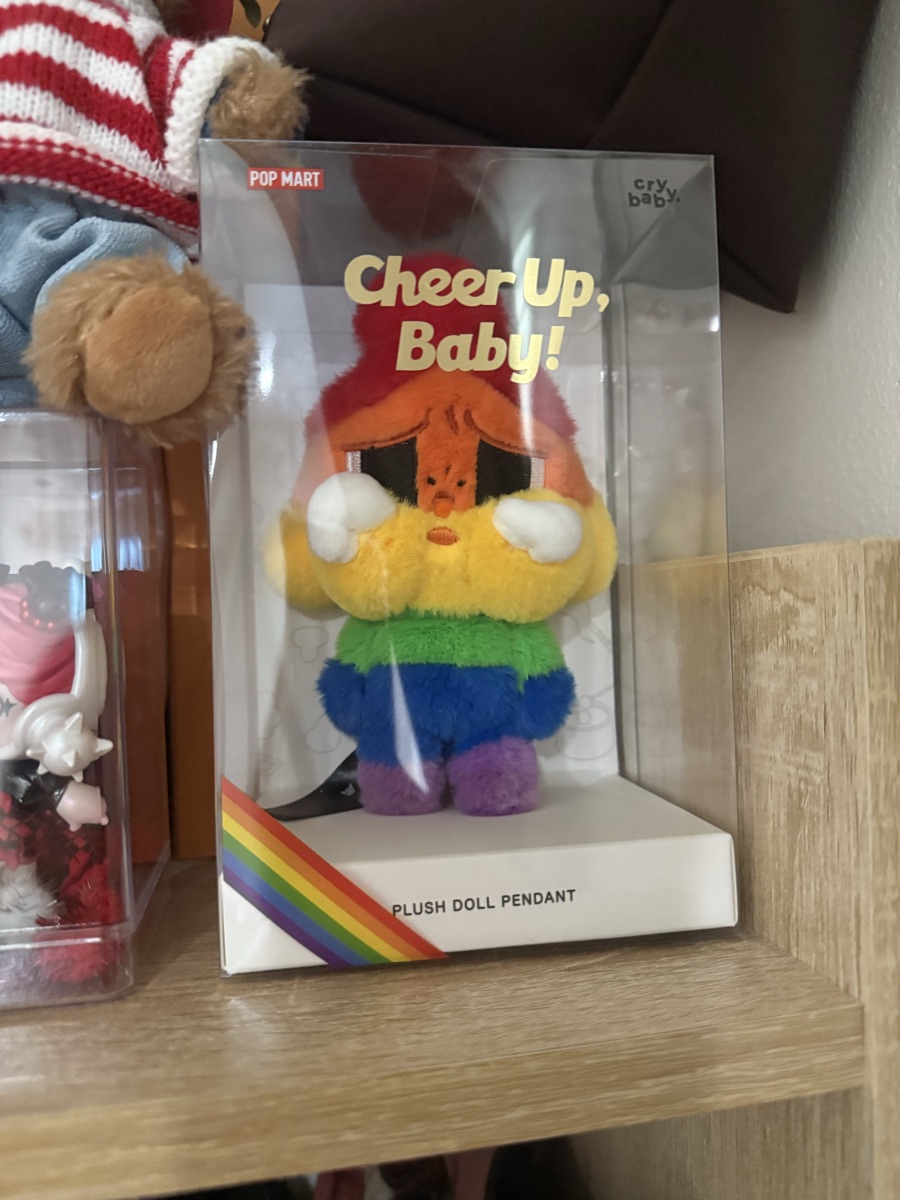 POP MART
cry
baby.
Cheer Up,
Baby!
PLUSH DOLL PENDANT